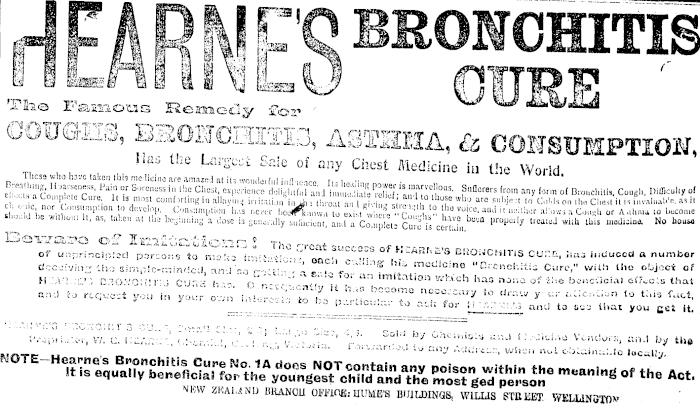 HEARNE'S BRONCHITIS
CURE
The Famous Remedy for
COUGHS, BRONCHITIS, ASTHMA, & CONSUMPTION,
Has the Largest Sale of any Chest Medicine in the World.
Those who have taken this medicine are amazed at its wonderful influence. Its healing power is marvellous. Sufferers from any form of Bronchitis, Cough, Difficulty of
Breathing, Hoarseness, Pain or Soreness in the Chest, experience delightful and immediate relief; and to those who are subject to Colds on the Chest it is invaluable, as it
effects a Complete Cure. It is most comforting in allaying irritation in the throat and giving strength to the voice, and it neither allows a Cough or Asthma to become
chronic, nor Consumption to develop. Consumption has never been known to exist where "Coughs" have been properly treated with this medicine. No house
should be without it, as, taken at the beginning a dose is generally sufficient, and a Complete Cure is certain.
Beware of Imitations! The great success of HEARNE'S BRONCHITIS CURE, has induced a number
of unprincipled persons to make imitations, each calling his medicine "Bronchitis Cure," with the object of
deceiving the simple-minded, and so getting a sale for an imitation which has none of the beneficial effects that
HEARNE'S BRONCHITIS CURE has. Consequently it has become necessary to draw your attention to this fact,
and to request you in your own interests to be particular to ask for HEARNE'S and to see that you get it.
HEARNE'S BRONCHITIS CURE, Small Size, Large Size, Sold by Chemists and Medicine Vendors, and by the
Proprietor, W. G. HEARNE, Chemist, Geelong, Victoria. Forwarded to any Address, when not obtainable locally.
NOTE—Hearne's Bronchitis Cure No. 1A does NOT contain any poison within the meaning of the Act.
It is equally beneficial for the youngest child and the most ged person
NEW ZEALAND BRANCH OFFICE: HUME'S BUILDINGS, WILLIS STREET WELLINGTON